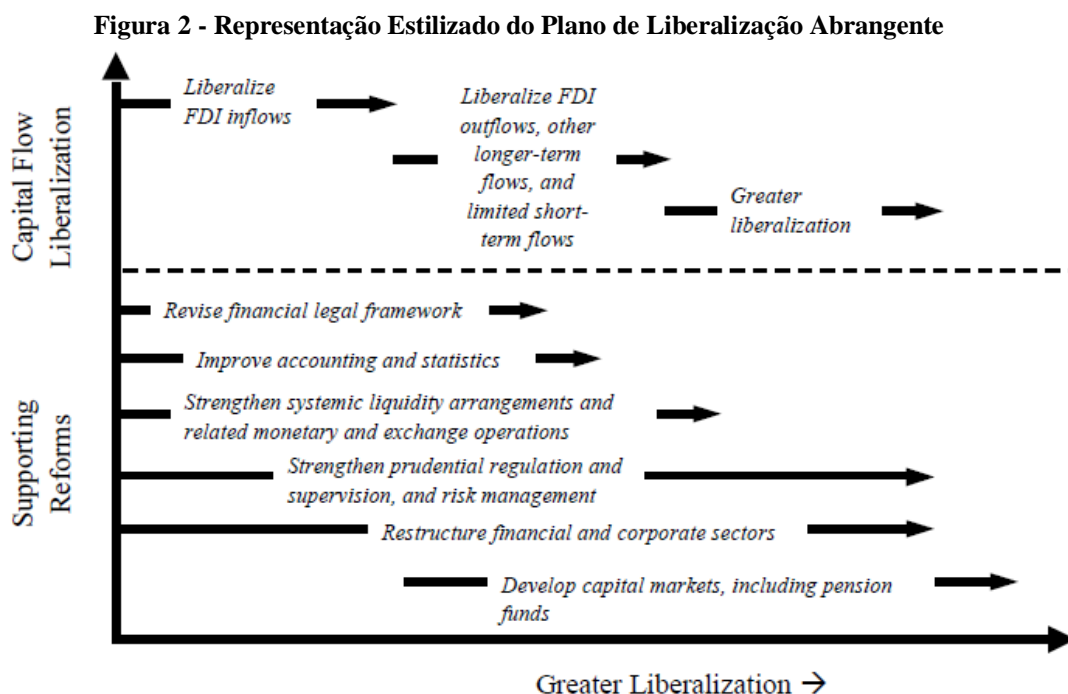 Figura 2 - Representação Estilizado do Plano de Liberalização Abrangente
Capital Flow
Liberalization
Liberalize
FDI inflows
Liberalize FDI
outflows, other
longer-term
flows, and
limited short-
term flows
Greater
liberalization
Supporting
Reforms
Revise financial legal framework
Improve accounting and statistics
Strengthen systemic liquidity arrangements and
related monetary and exchange operations
Strengthen prudential regulation and
supervision, and risk management
Restructure financial and corporate sectors
Develop capital markets, including pension
funds
Greater Liberalization →